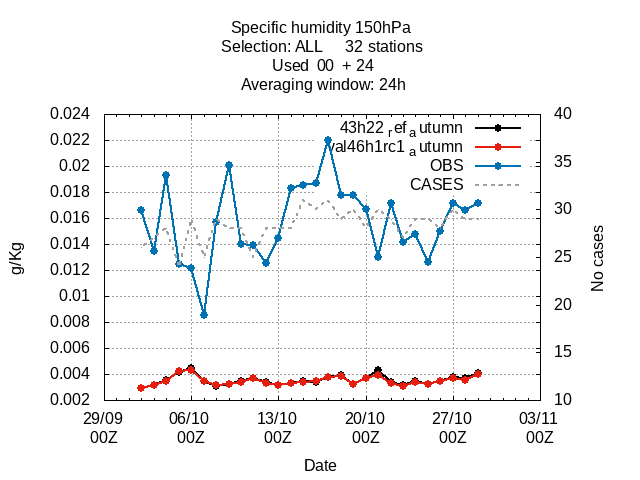 Specific humidity 150hPa
Selection: ALL 32 stations
Used 00 + 24
Averaging window: 24h
43h22 ref a utumn
val46h1rc1 a utumn
OBS
CASES
g/Kg
0.024
0.022
0.02
0.018
0.016
0.014
0.012
0.01
0.008
0.006
0.004
0.002
40
35
30
25
20
15
10
No cases
29/09 06/10 13/10 20/10 27/10 03/11
00Z 00Z 00Z 00Z 00Z 00Z
Date